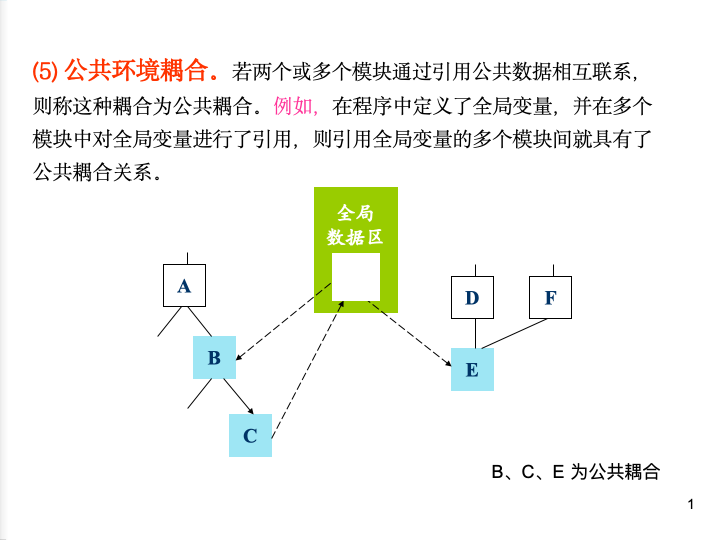 (5) 公共环境耦合。若两个或多个模块通过引用公共数据相互联系,
则称这种耦合为公共耦合。例如,在程序中定义了全局变量,并在多个
模块中对全局变量进行了引用,则引用全局变量的多个模块间就具有了
公共耦合关系。
全局
数据区
A
D
F
B
E
C
B、C、E 为公共耦合
1